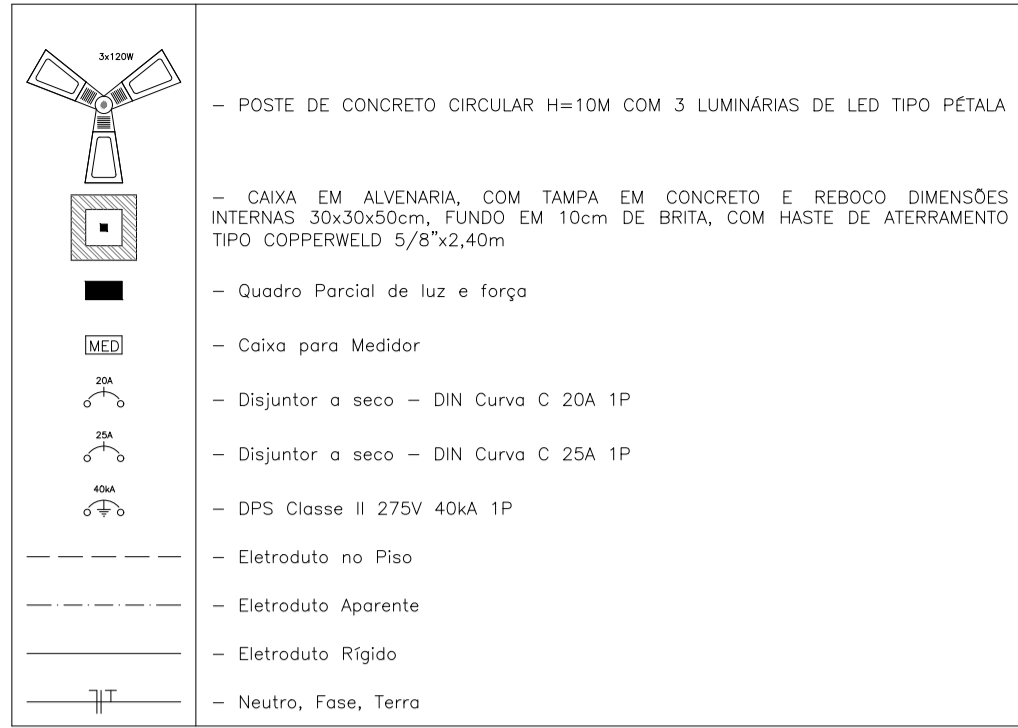 3x120W
– POSTE DE CONCRETO CIRCULAR H=10M COM 3 LUMINÁRIAS DE LED TIPO PÉTALA
– CAIXA EM ALVENARIA, COM TAMPA EM CONCRETO E REBOCO DIMENSÕES
INTERNAS 30x30x50cm, FUNDO EM 10cm DE BRITA, COM HASTE DE ATERRAMENTO
TIPO COPPERWELD 5/8"x2,40m
– Quadro Parcial de luz e força
MED – Caixa para Medidor
20A
– Disjuntor a seco – DIN Curva C 20A 1P
25A
– Disjuntor a seco – DIN Curva C 25A 1P
40kA
– DPS Classe II 275V 40kA 1P
– Eletroduto no Piso
– Eletroduto Aparente
– Eletroduto Rígido
– Neutro, Fase, Terra